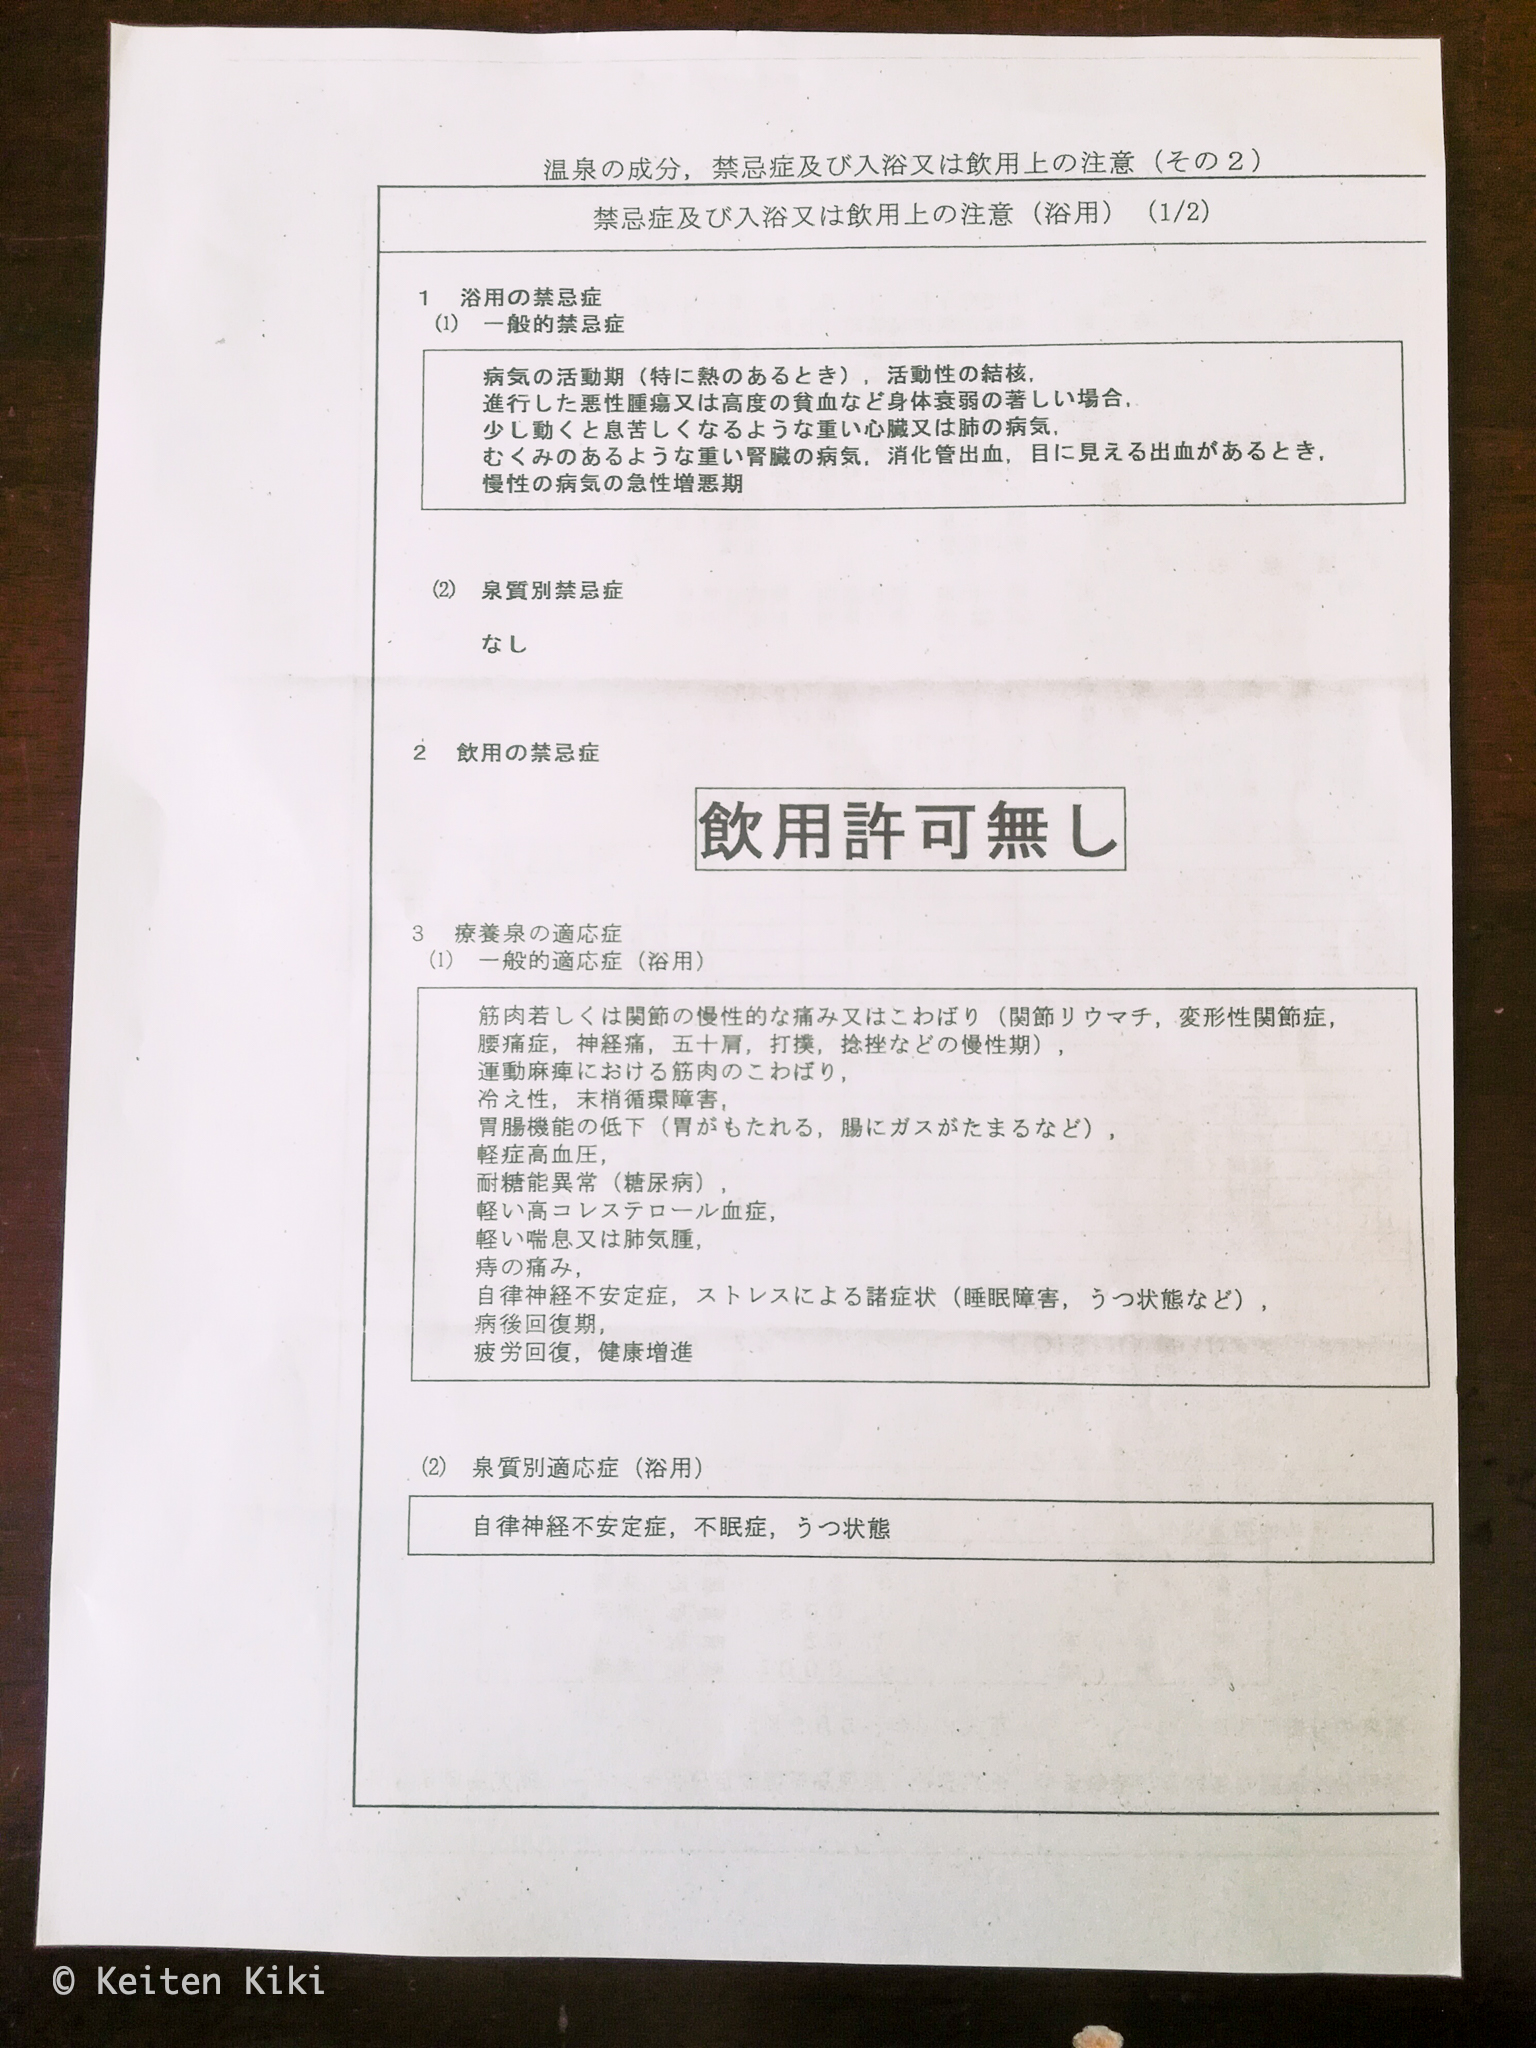 温泉の成分，禁忌症及び入浴又は飲用上の注意（その２）
禁忌症及び入浴又は飲用上の注意（浴用）（1/2）
１　浴用の禁忌症
⑴　一般的禁忌症
病気の活動期（特に熱のあるとき），活動性の結核，
進行した悪性腫瘍又は高度の貧血など身体衰弱の著しい場合，
少し動くと息苦しくなるような重い心臓又は肺の病気，
むくみのあるような重い腎臓の病気，消化管出血，目に見える出血があるとき，
慢性の病気の急性増悪期
⑵　泉質別禁忌症
なし
２　飲用の禁忌症
飲用許可無し
３　療養泉の適応症
⑴　一般的適応症（浴用）
筋肉若しくは関節の慢性的な痛み又はこわばり（関節リウマチ，変形性関節症，
腰痛症，神経痛，五十肩，打撲，捻挫などの慢性期），
運動麻痺における筋肉のこわばり，
冷え性，末梢循環障害，
胃腸機能の低下（胃がもたれる，腸にガスがたまるなど），
軽症高血圧，
耐糖能異常（糖尿病），
軽い高コレステロール血症，
軽い喘息又は肺気腫，
痔の痛み，
自律神経不安定症，ストレスによる諸症状（睡眠障害，うつ状態など），
病後回復期，
疲労回復，健康増進
⑵　泉質別適応症（浴用）
自律神経不安定症，不眠症，うつ状態
© Keiten Kiki